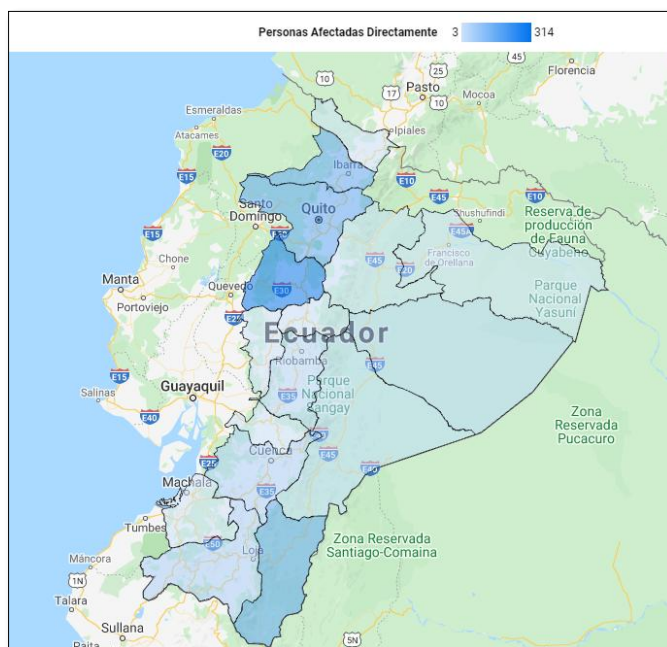 Personas Afectadas Directamente 3 314
45
10
25
Florencia
17
Pasto
10
Mocoa
Esmeraldas
Atacames
Ipiales
E20
Ibarra
E15
E10
E45
E10
Santo
Domingo
Quito
Shushufindi
Reserva de
producción
de Fauna
Cuyabeno
E15
E45A
Chone
Francisco
de Orellana
E45
E20
Manta
Portoviejo
Quevedo
E30
Parque
Nacional
Yasuní
E25
Ecuador
Riobamba
E45
E15
Salinas
Guayaquil
E35
Parque
Nacional
Sangay
E40
Zona
Reservada
Pucacuro
E45
Cuenca
E25
E40
Machala
E35
Tumbes
Zona Reservada
Santiago-Comaina
E50
Loja
Máncora
1N
Talara
Sullana
5N